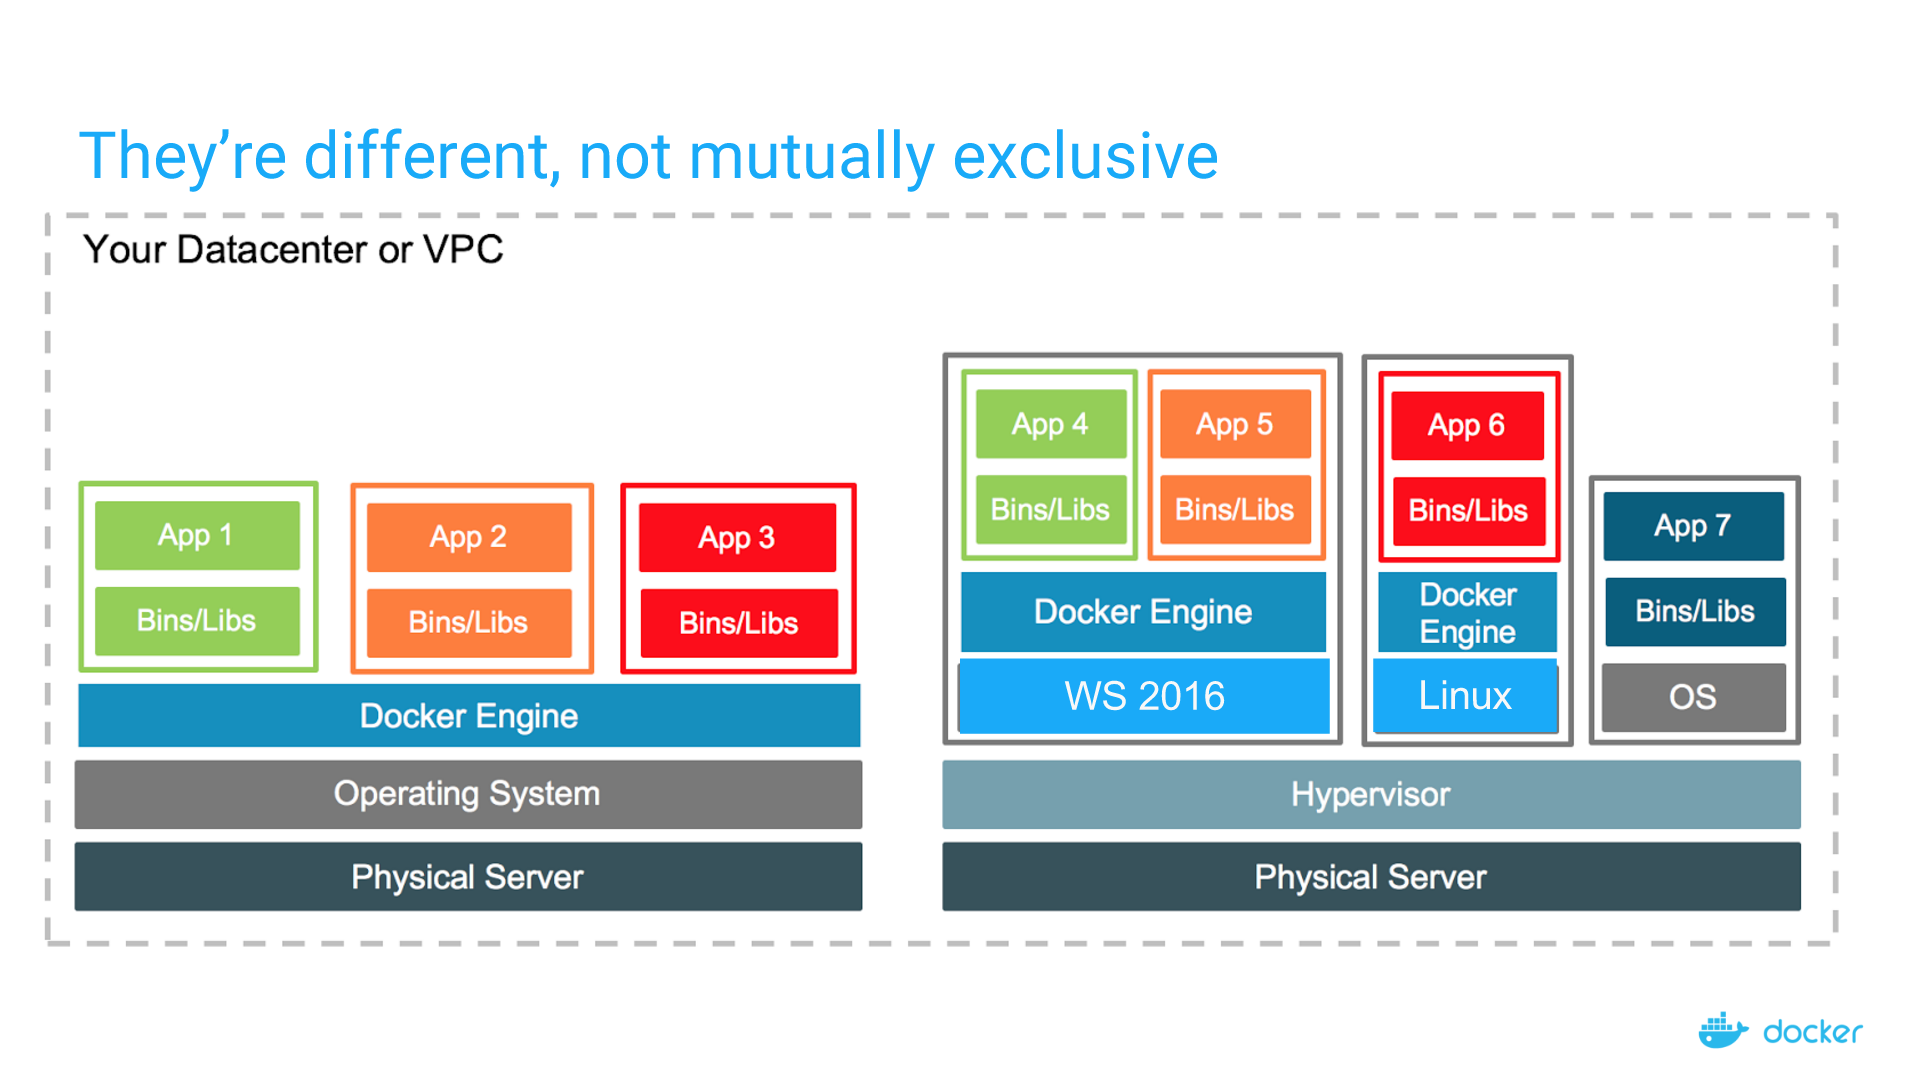 They’re different, not mutually exclusive
Your Datacenter or VPC
App 1
Bins/Libs
App 2
Bins/Libs
App 3
Bins/Libs
Docker Engine
Operating System
Physical Server
App 4
Bins/Libs
App 5
Bins/Libs
Docker Engine
WS 2016
App 6
Bins/Libs
Docker
Engine
Linux
App 7
Bins/Libs
OS
Hypervisor
Physical Server
docker